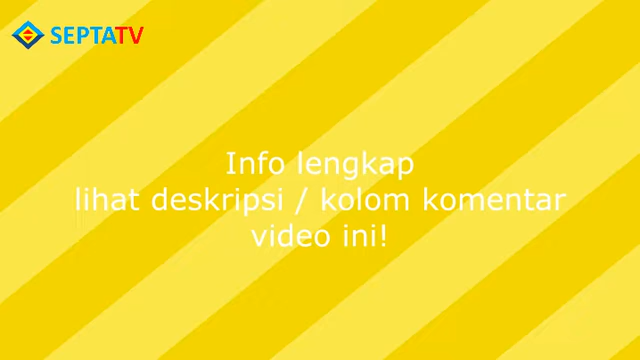 SEPTATV
Info lengkap
lihat deskripsi / kolom komentar
video ini!